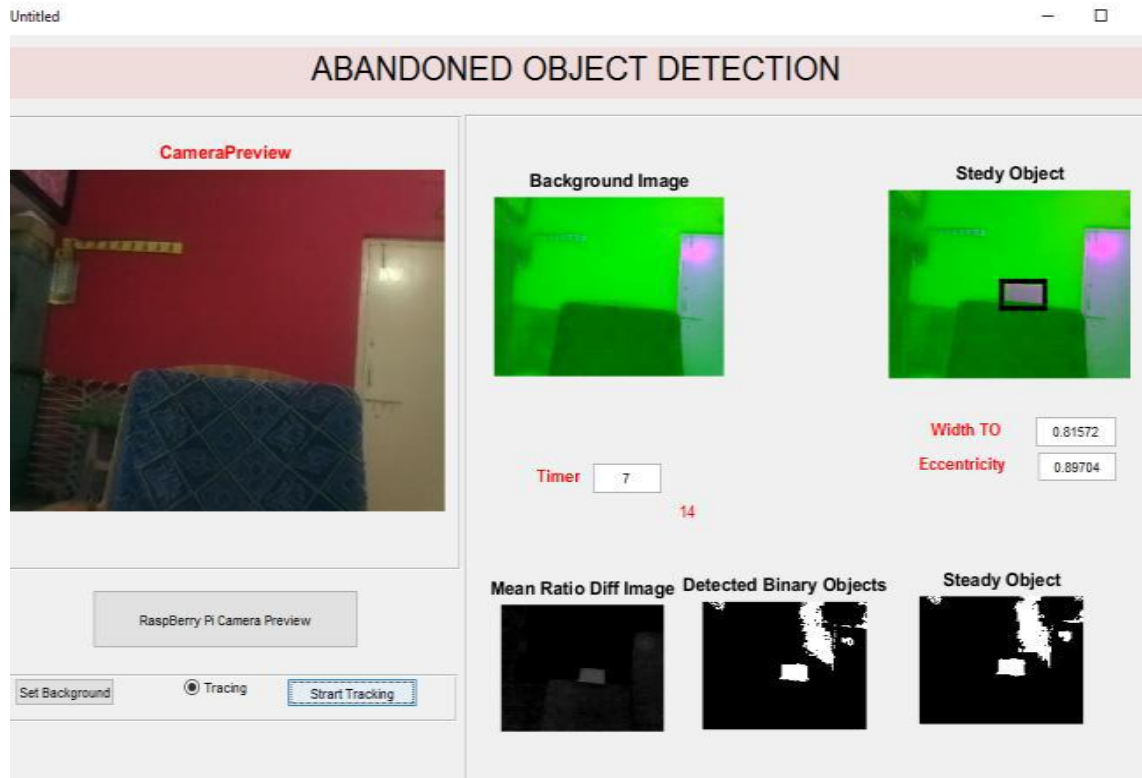 Untitled
ABANDONED OBJECT DETECTION
CameraPreview
Background Image
Stedy Object
Width TO
0.81572
Eccentricity
0.89704
Timer
7
14
Mean Ratio Diff Image
Detected Binary Objects
Steady Object
RaspBerry Pi Camera Preview
Set Background
Tracing
Strart Tracking